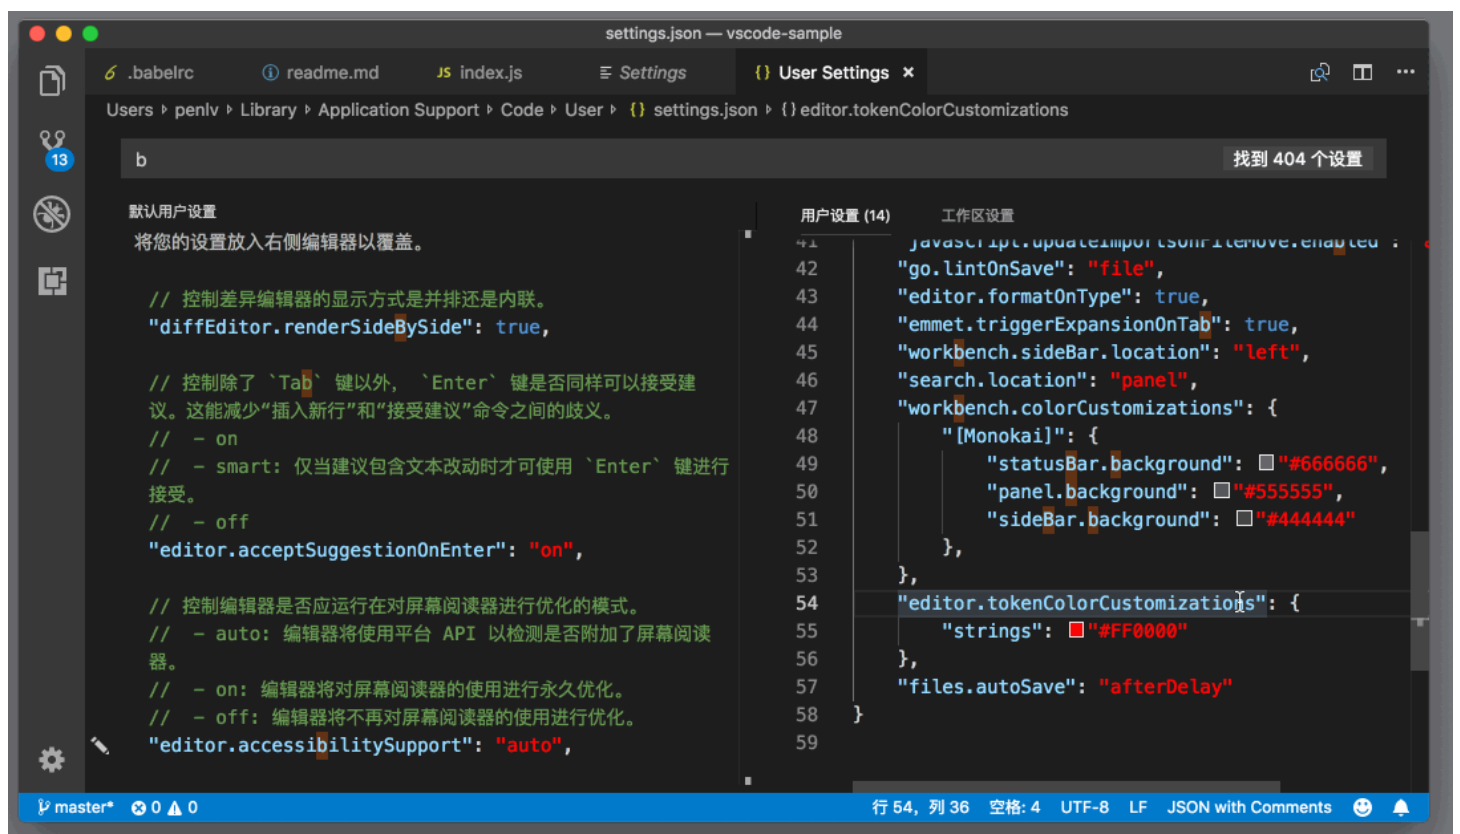 settings.json — vscode-sample
.babelrc
readme.md
JS index.js
Settings
{} User Settings ×
Users ▸ penlv ▸ Library ▸ Application Support ▸ Code ▸ User ▸ {} settings.json ▸ {} editor.tokenColorCustomizations
13
b
找到 404 个设置
默认用户设置
将您的设置放入右侧编辑器以覆盖。
// 控制差异编辑器的显示方式是并排还是内联。
"diffEditor.renderSideBySide": true,
// 控制除了 `Tab` 键以外， `Enter` 键是否同样可以接受建
议。这能减少“插入新行”和“接受建议”命令之间的歧义。
// – on
// – smart: 仅当建议包含文本改动时才可使用 `Enter` 键进行
接受。
// – off
"editor.acceptSuggestionOnEnter": "on",
// 控制编辑器是否应运行在对屏幕阅读器进行优化的模式。
// – auto: 编辑器将使用平台 API 以检测是否附加了屏幕阅读
器。
// – on: 编辑器将对屏幕阅读器的使用进行永久优化。
// – off: 编辑器将不再对屏幕阅读器的使用进行优化。
"editor.accessibilitySupport": "auto",
用户设置 (14)
工作区设置
41 "javascript.updateImportsOnFileMove.enabled":
42 "go.lintOnSave": "file",
43 "editor.formatOnType": true,
44 "emmet.triggerExpansionOnTab": true,
45 "workbench.sideBar.location": "left",
46 "search.location": "panel",
47 "workbench.colorCustomizations": {
48 "[Monokai]": {
49 "statusBar.background": "#666666",
50 "panel.background": "#555555",
51 "sideBar.background": "#444444"
52 },
53 },
54 "editor.tokenColorCustomizations": {
55 "strings": "#FF0000"
56 },
57 "files.autoSave": "afterDelay"
58 }
59
master*
0
0
行 54，列 36
空格: 4
UTF-8
LF
JSON with Comments